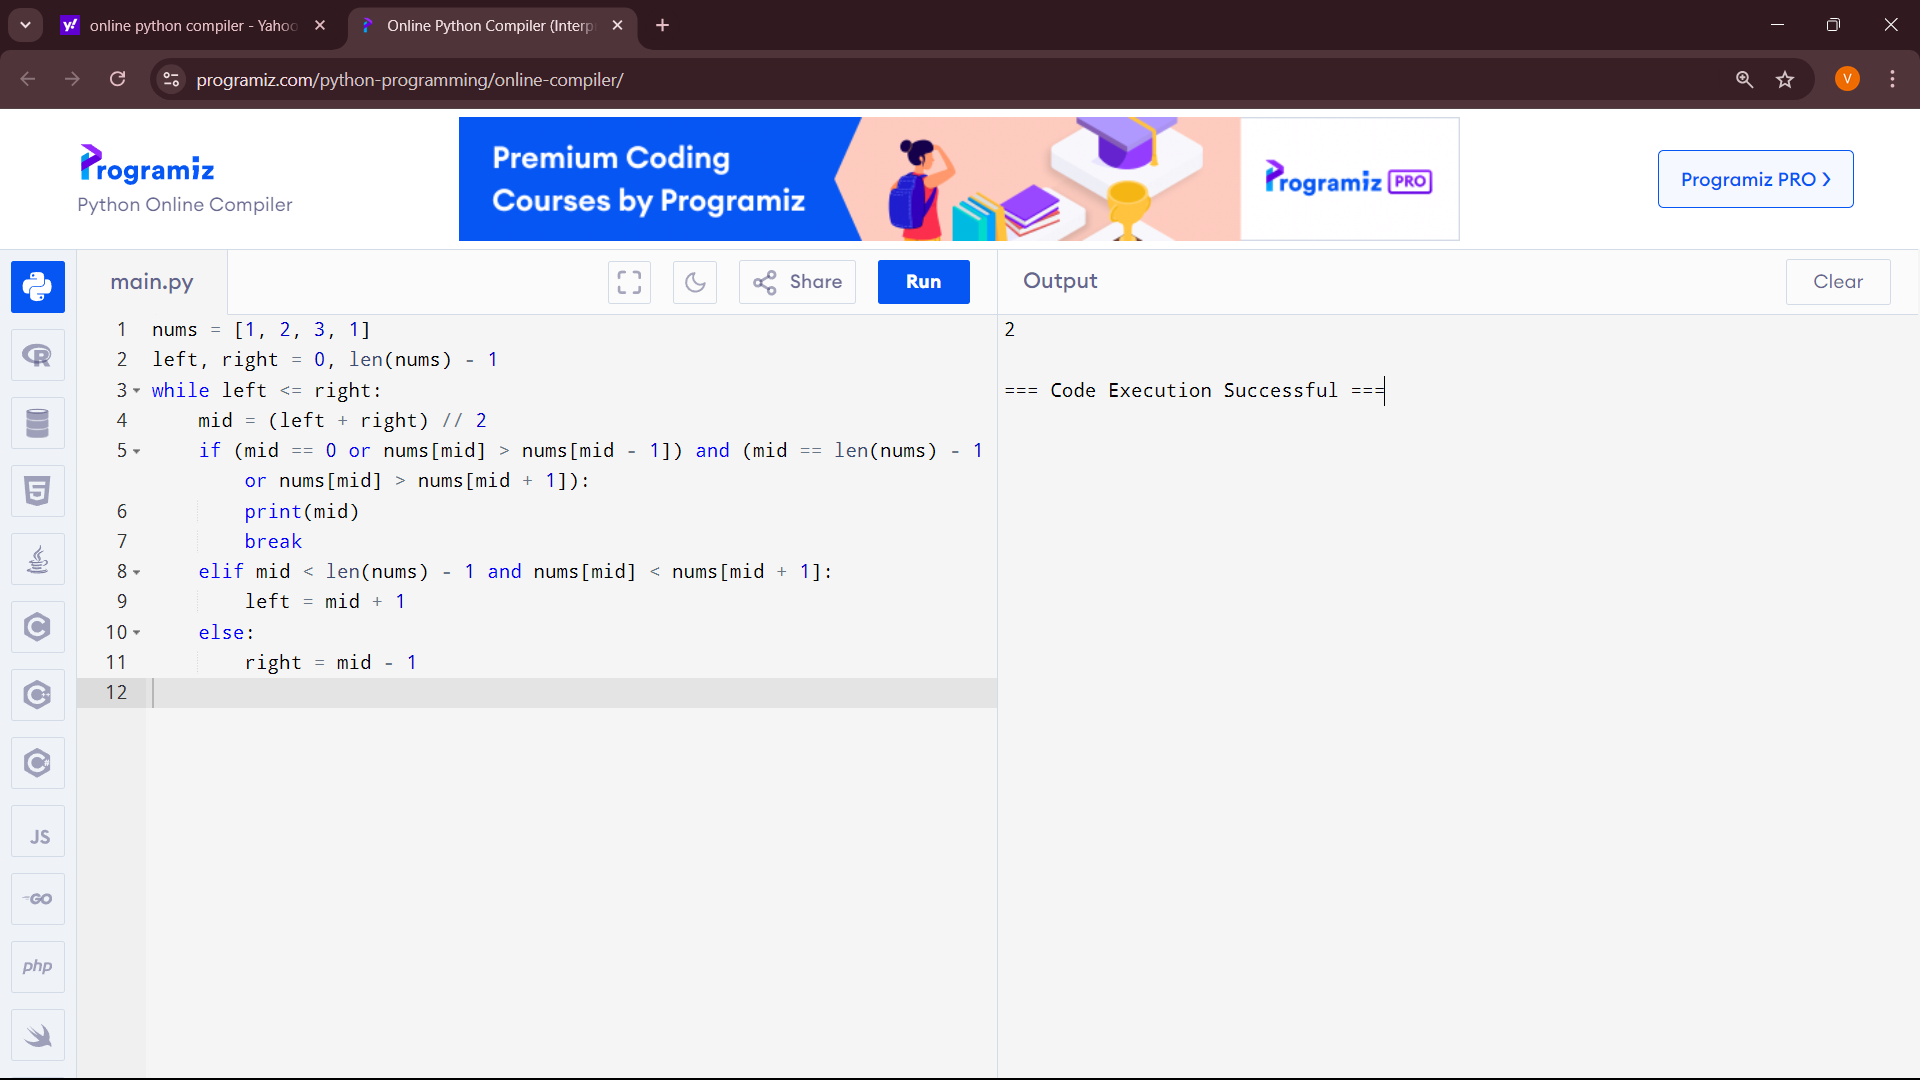 online python compiler - Yahoo
Online Python Compiler (Interp
programiz.com/python-programming/online-compiler/
V
Programiz
Python Online Compiler
Premium Coding
Courses by Programiz
Programiz PRO
Programiz PRO >
main.py
Share
Run
Output
Clear
1 nums = [1, 2, 3, 1]
2 left, right = 0, len(nums) - 1
3 while left <= right:
4 mid = (left + right) // 2
5 if (mid == 0 or nums[mid] > nums[mid - 1]) and (mid == len(nums) - 1
or nums[mid] > nums[mid + 1]):
6 print(mid)
7 break
8 elif mid < len(nums) - 1 and nums[mid] < nums[mid + 1]:
9 left = mid + 1
10 else:
11 right = mid - 1
12
2
=== Code Execution Successful ===
R
5
C
C++
C#
JS
GO
php